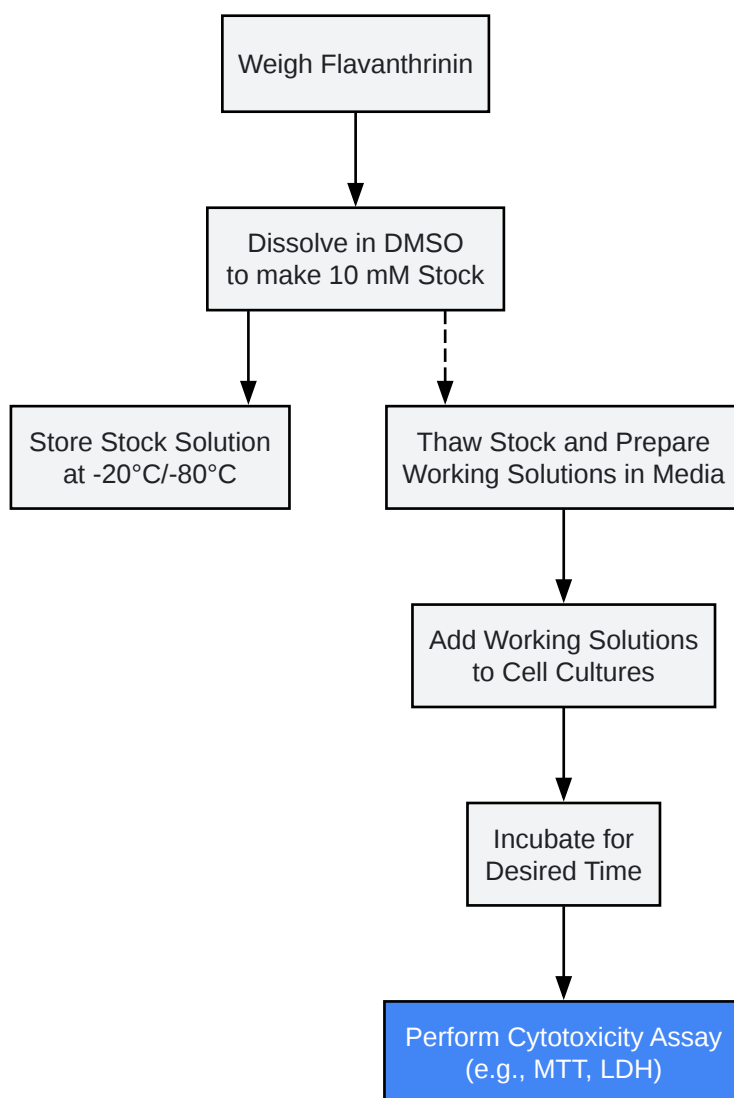 Weigh Flavanthrinin
Dissolve in DMSO
to make 10 mM Stock
Store Stock Solution
at -20°C/-80°C
Thaw Stock and Prepare
Working Solutions in Media
Add Working Solutions
to Cell Cultures
Incubate for
Desired Time
Perform Cytotoxicity Assay
(e.g., MTT, LDH)